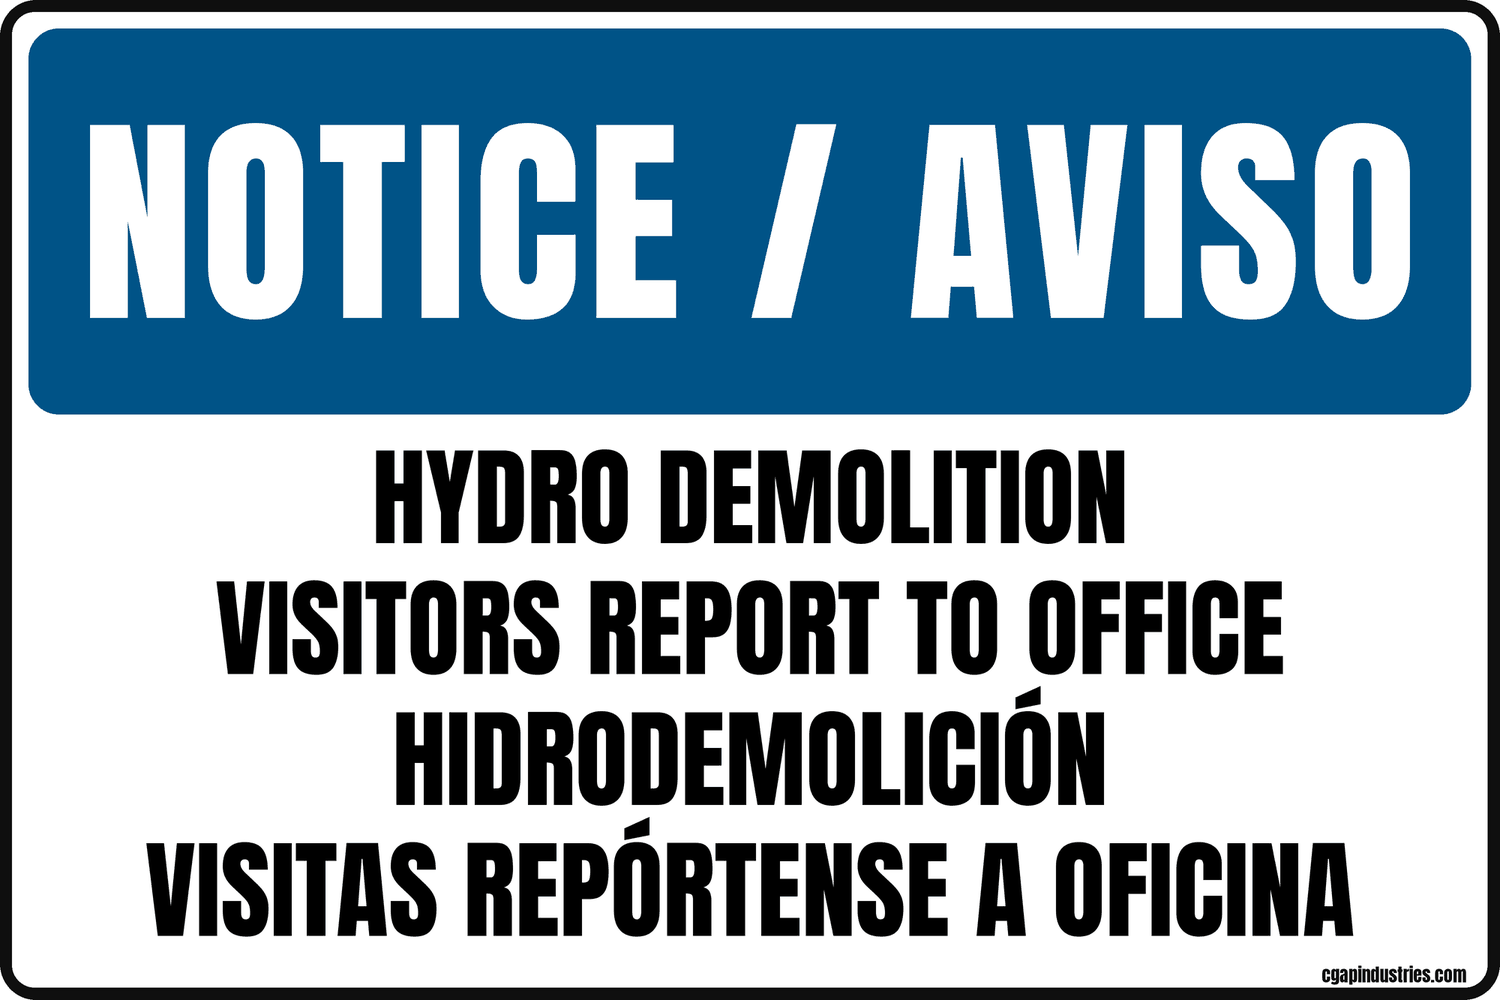 NOTICE / AVISO
HYDRO DEMOLITION
VISITORS REPORT TO OFFICE
HIDRODEMOLICIÓN
VISITAS REPÓRTENSE A OFICINA
cgapindustries.com